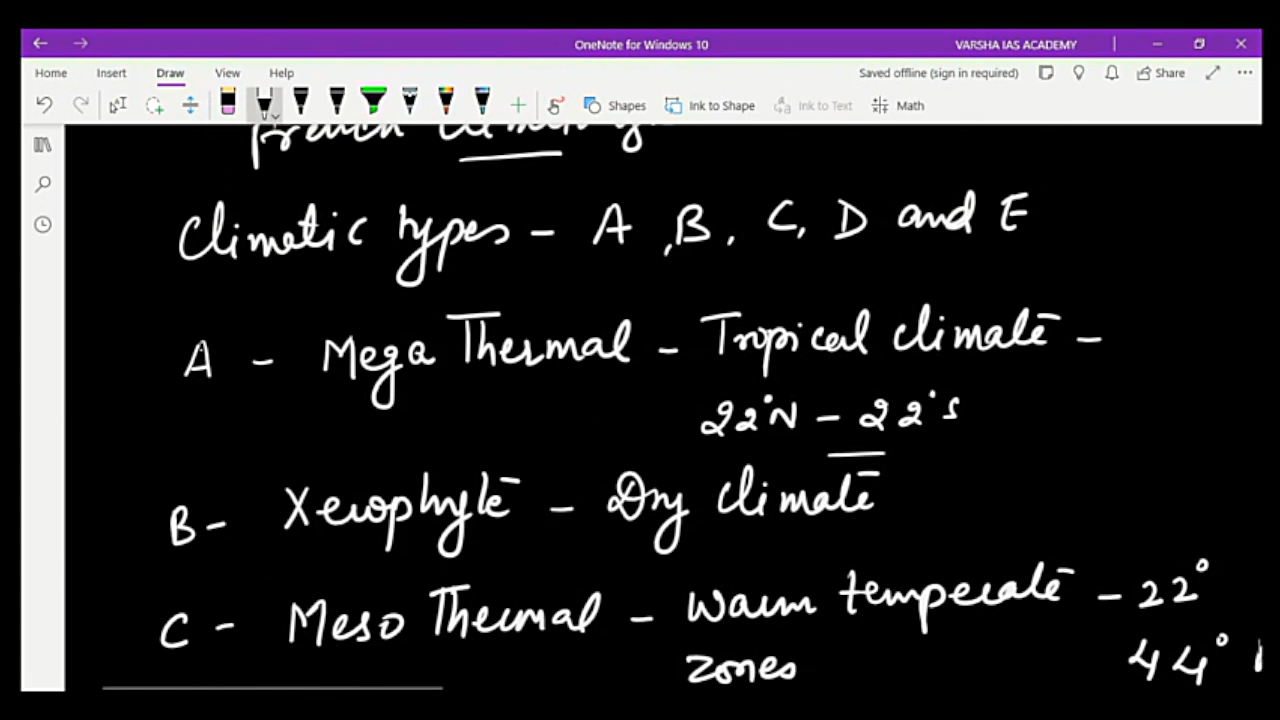 OneNote for Windows 10
VARSHA IAS ACADEMY
Home Insert Draw View Help
Saved offline (sign in required)
Share
Shapes
Ink to Shape
Ink to Text
Math
French
Climatic types - A, B, C, D and E
A - Mega Thermal - Tropical climate -
22°N - 22°S
B - Xerophyte - Dry climate
C - Meso Thermal - Warm temperate - 22°
zones 44°